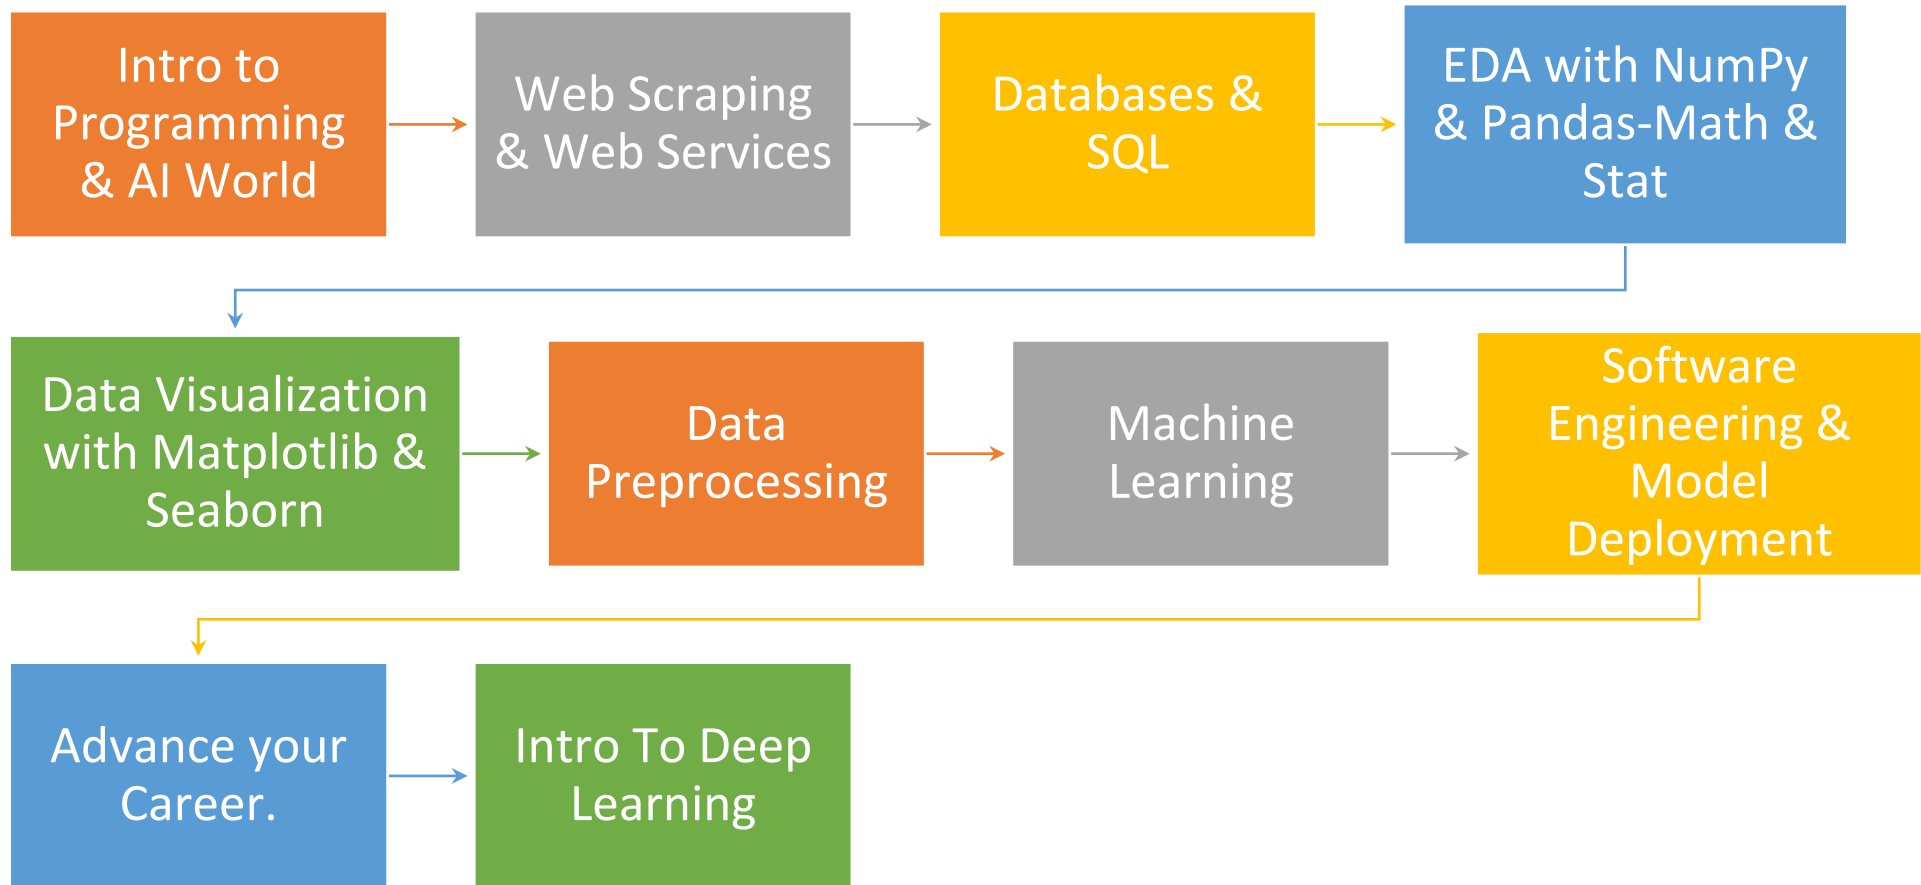 Intro to
Programming
& AI World
Web Scraping
& Web Services
Databases &
SQL
EDA with NumPy
& Pandas-Math &
Stat
Data Visualization
with Matplotlib &
Seaborn
Data
Preprocessing
Machine
Learning
Software
Engineering &
Model
Deployment
Advance your
Career.
Intro To Deep
Learning